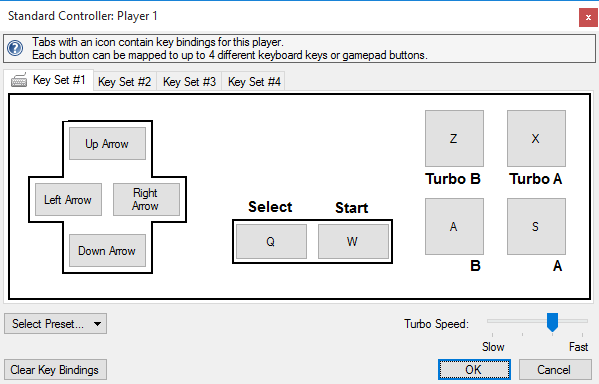 Standard Controller: Player 1
x
Tabs with an icon contain key bindings for this player.
Each button can be mapped to up to 4 different keyboard keys or gamepad buttons.
Key Set #1 Key Set #2 Key Set #3 Key Set #4
Up Arrow
Left Arrow
Right
Arrow
Down Arrow
Select Start
Q W
Z X
Turbo B Turbo A
A S
B A
Select Preset...
Turbo Speed:
Slow Fast
Clear Key Bindings
OK Cancel